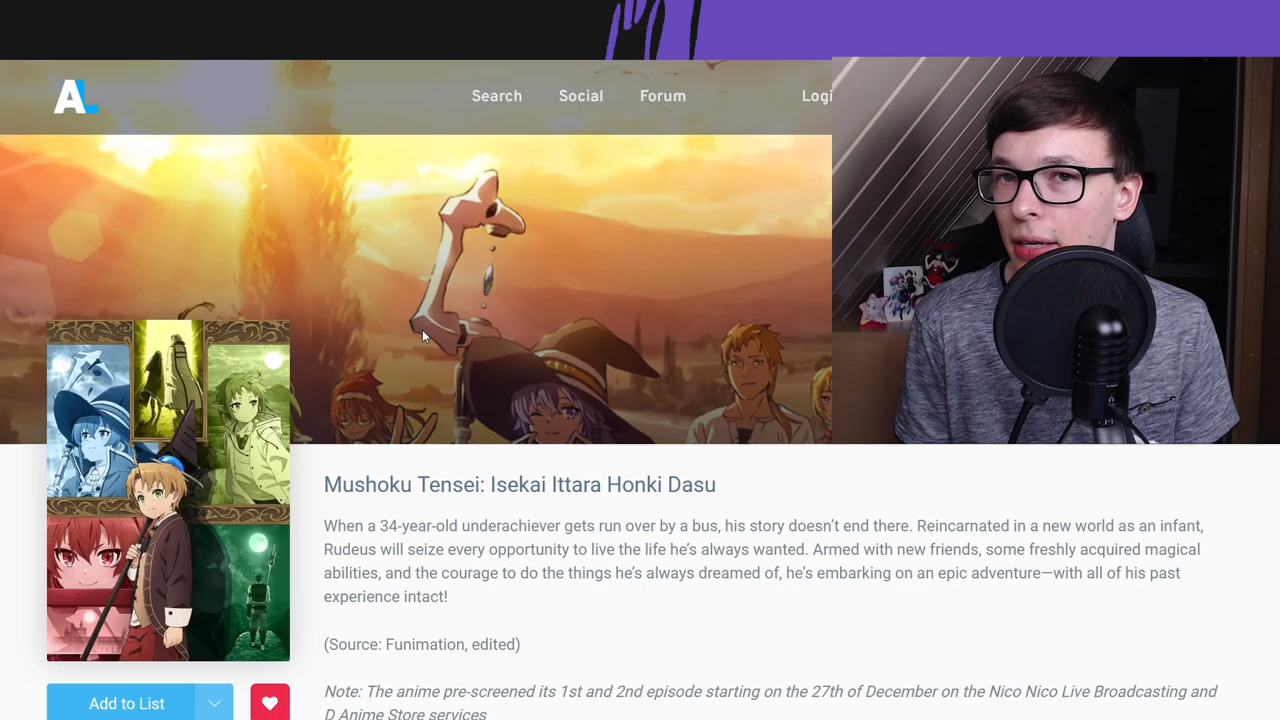 AL
Search Social Forum Logi
Mushoku Tensei: Isekai Ittara Honki Dasu
When a 34-year-old underachiever gets run over by a bus, his story doesn’t end there. Reincarnated in a new world as an infant,
Rudeus will seize every opportunity to live the life he’s always wanted. Armed with new friends, some freshly acquired magical
abilities, and the courage to do the things he’s always dreamed of, he’s embarking on an epic adventure—with all of his past
experience intact!
(Source: Funimation, edited)
Note: The anime pre-screened its 1st and 2nd episode starting on the 27th of December on the Nico Nico Live Broadcasting and
D Anime Store services
Add to List